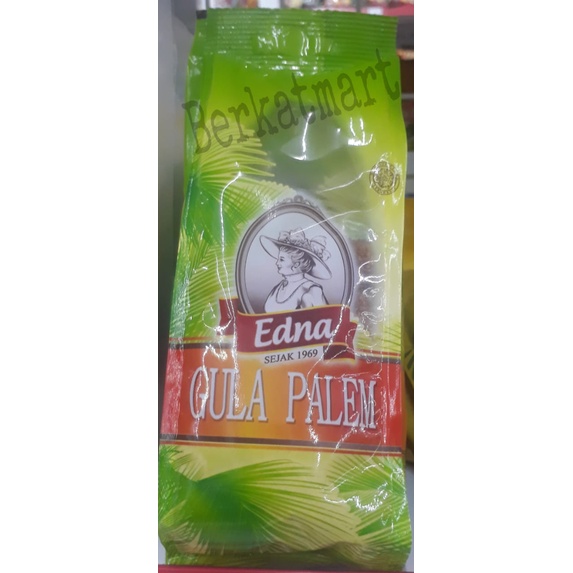 Berkatmart
Edna
SEJAK 1969
GULA PALEM